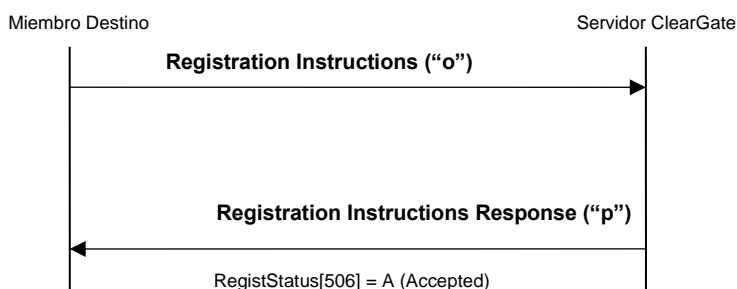 Miembro Destino
Servidor ClearGate
Registration Instructions (“o”)
Registration Instructions Response (“p”)
RegistStatus[506] = A (Accepted)